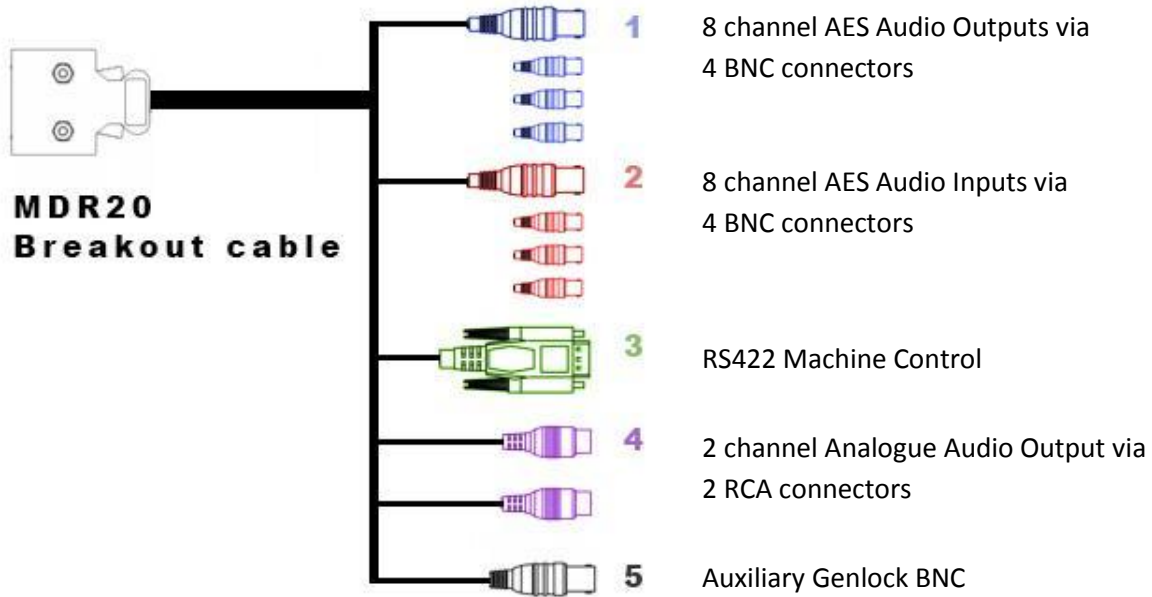 1
8 channel AES Audio Outputs via
4 BNC connectors
2
8 channel AES Audio Inputs via
4 BNC connectors
MDR20
Breakout cable
3
RS422 Machine Control
4
2 channel Analogue Audio Output via
2 RCA connectors
5
Auxiliary Genlock BNC